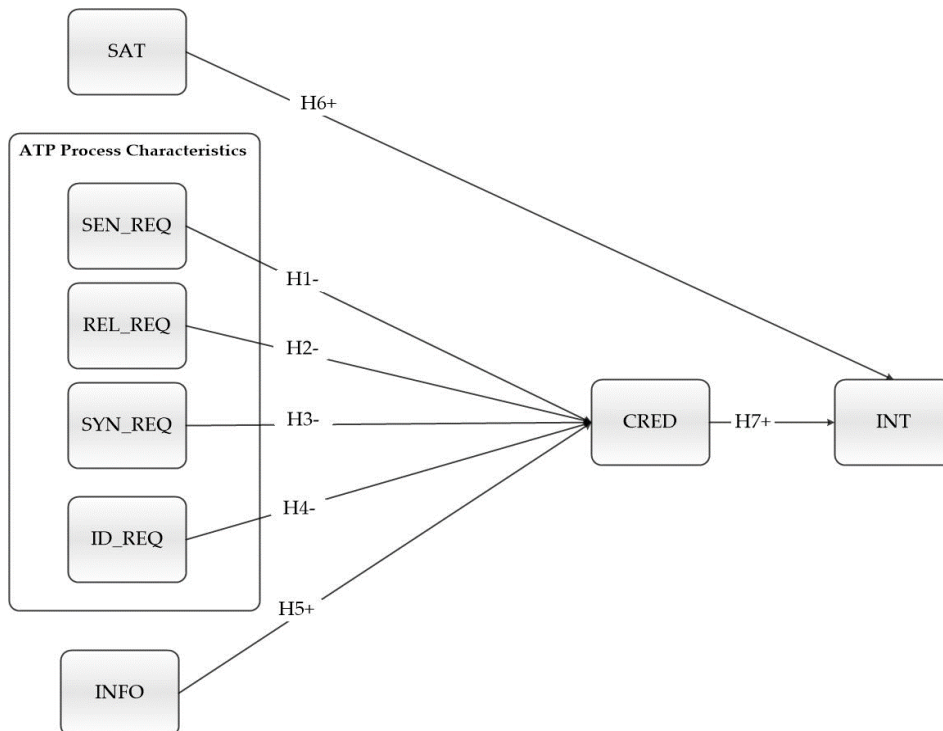 SAT
H6+
ATP Process Characteristics
SEN_REQ
H1-
REL_REQ
H2-
SYN_REQ
H3-
CRED
H7+
INT
ID_REQ
H4-
H5+
INFO